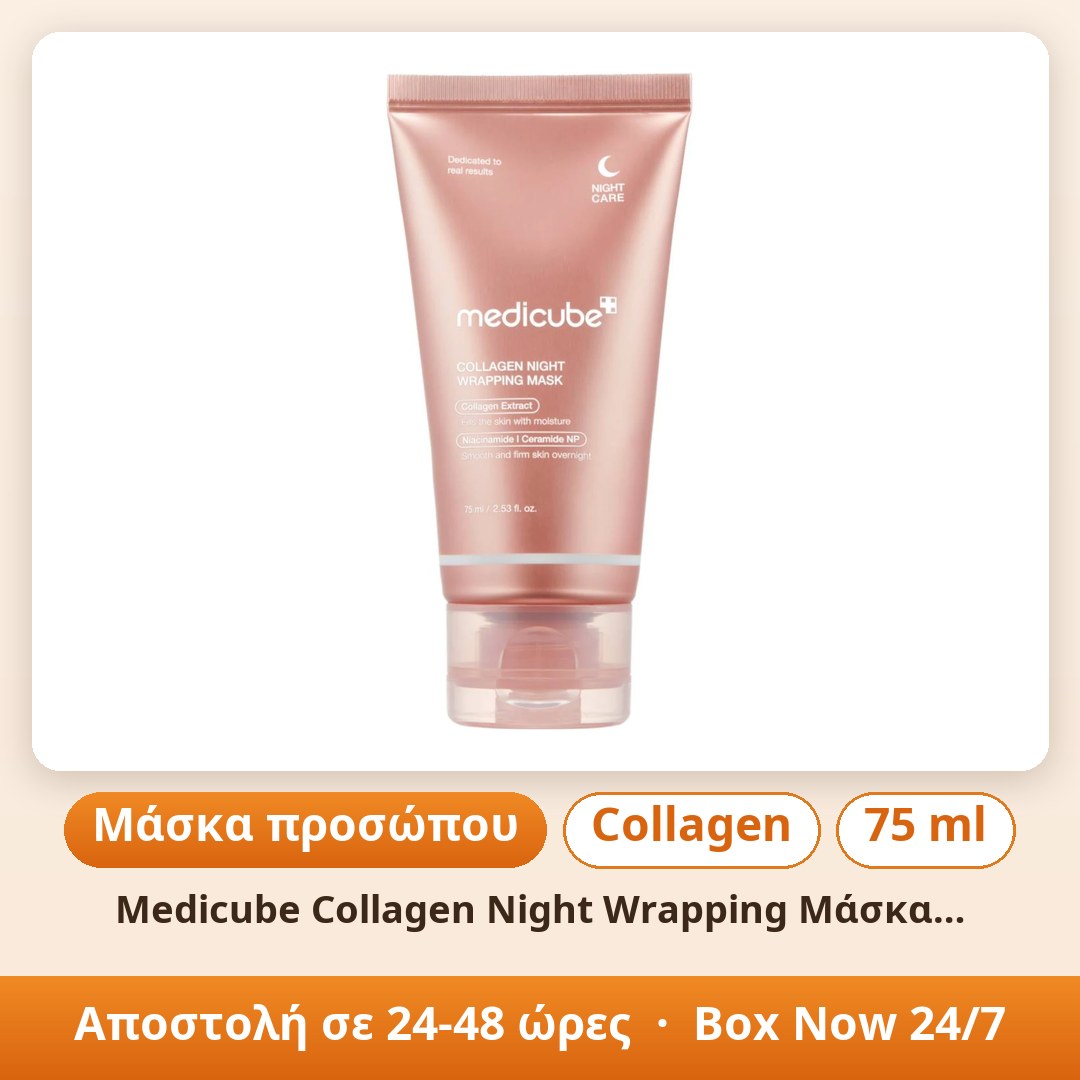 Dedicated to
real results
NIGHT
CARE
medicube
COLLAGEN NIGHT
WRAPPING MASK
Collagen Extract
Fills the skin with moisture
Niacinamide | Ceramide NP
Smooth and firm skin overnight
75 ml / 2.53 fl. oz.
Μάσκα προσώπου
Collagen
75 ml
Medicube Collagen Night Wrapping Μάσκα...
Αποστολή σε 24-48 ώρες · Box Now 24/7